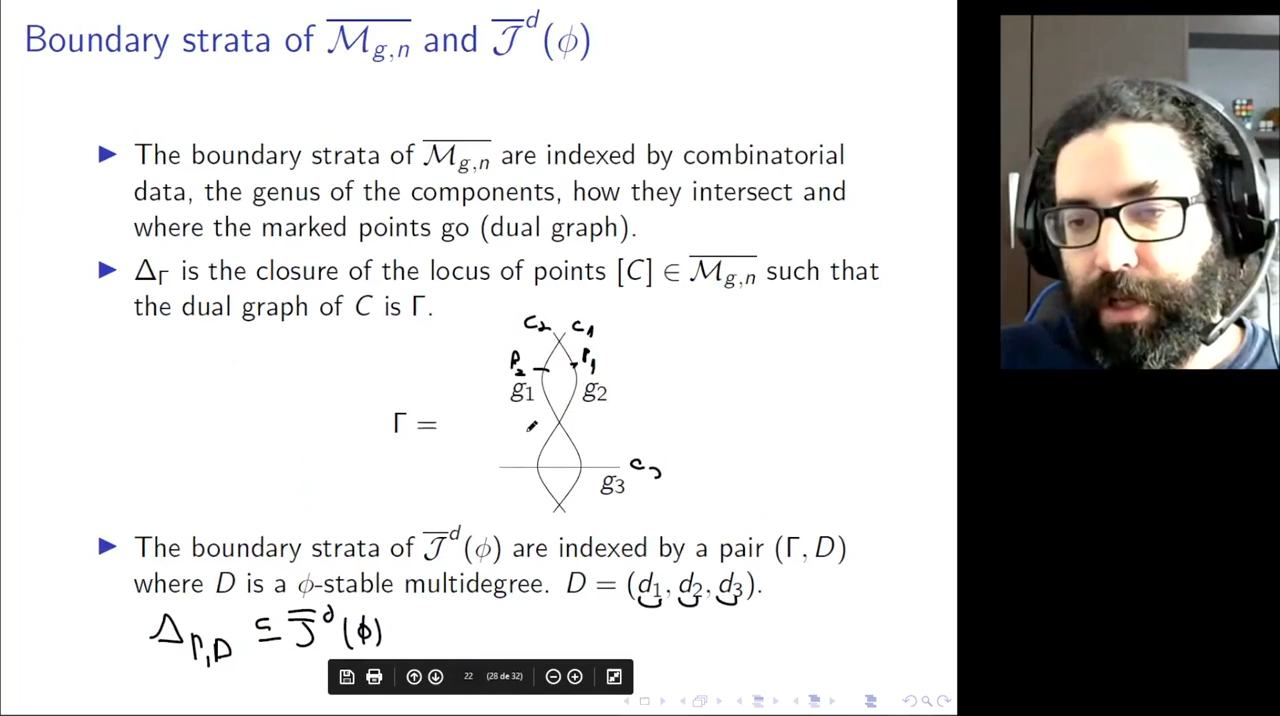 Boundary strata of $\overline{\mathcal{M}_{g,n}}$ and $\overline{\mathcal{J}}^d(\phi)$
▶ The boundary strata of $\overline{\mathcal{M}_{g,n}}$ are indexed by combinatorial
data, the genus of the components, how they intersect and
where the marked points go (dual graph).
▶ $\Delta_\Gamma$ is the closure of the locus of points $[C] \in \overline{\mathcal{M}_{g,n}}$ such that
the dual graph of $C$ is $\Gamma$.
C₂ C₁
P₂ P₁
g₁ g₂
Γ =
C₃
g₃
▶ The boundary strata of $\overline{\mathcal{J}}^d(\phi)$ are indexed by a pair $(\Gamma, D)$
where $D$ is a $\phi$-stable multidegree. $D = (d_1, d_2, d_3)$.
$\Delta_{\Gamma,D} \subseteq \overline{\mathcal{J}}^d(\phi)$
22 (28 de 32)